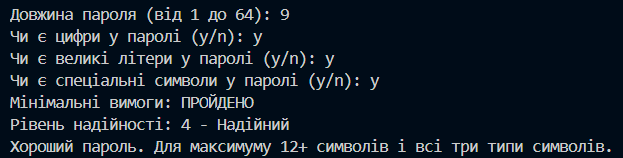 Довжина пароля (від 1 до 64): 9
Чи є цифри у паролі (y/n): y
Чи є великі літери у паролі (y/n): y
Чи є спеціальні символи у паролі (y/n): y
Мінімальні вимоги: ПРОЙДЕНО
Рівень надійності: 4 - Надійний
Хороший пароль. Для максимуму 12+ символів і всі три типи символів.